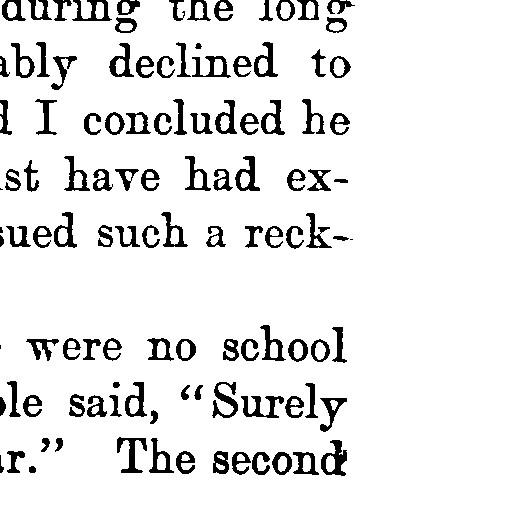 during the long
ably declined to
d I concluded he
st have had ex-
sued such a reck-
were no school
le said, “Surely
r.” The second